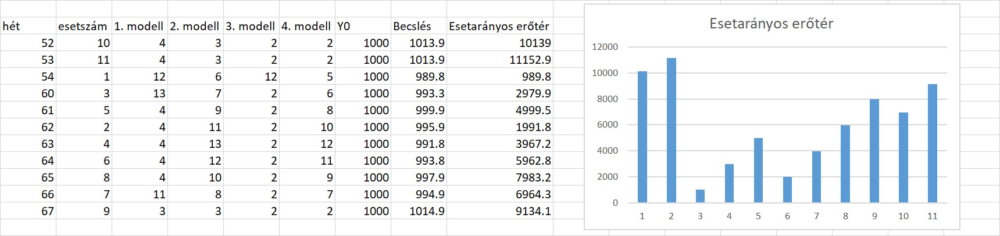 hét esetszám 1. modell 2. modell 3. modell 4. modell Y0 Becslés Esetarányos erőtér
52 10 4 3 2 2 1000 1013.9 10139
53 11 4 3 2 2 1000 1013.9 11152.9
54 1 12 6 12 5 1000 989.8 989.8
60 3 13 7 2 6 1000 993.3 2979.9
61 5 4 9 2 8 1000 999.9 4999.5
62 2 4 11 2 10 1000 995.9 1991.8
63 4 4 13 2 12 1000 991.8 3967.2
64 6 4 12 2 11 1000 993.8 5962.8
65 8 4 10 2 9 1000 997.9 7983.2
66 7 11 8 2 7 1000 994.9 6964.3
67 9 3 3 2 2 1000 1014.9 9134.1
Esetarányos erőtér
12000
10000
8000
6000
4000
2000
0
1 2 3 4 5 6 7 8 9 10 11